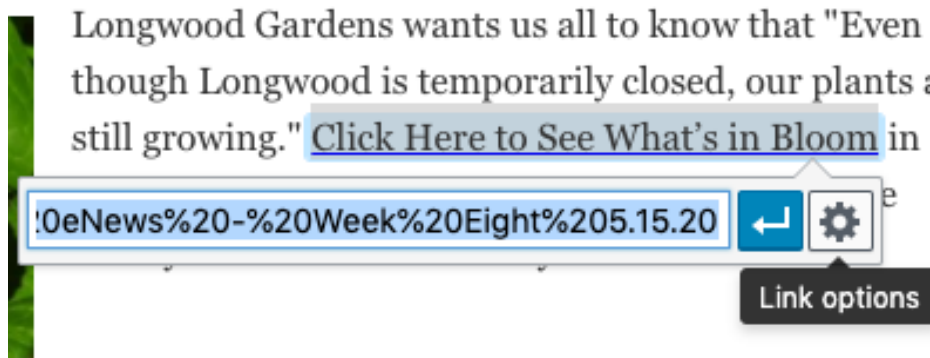 Longwood Gardens wants us all to know that "Even
though Longwood is temporarily closed, our plants
still growing." Click Here to See What's in Bloom in
0eNews%20-%20Week%20Eight%205.15.20
Link options